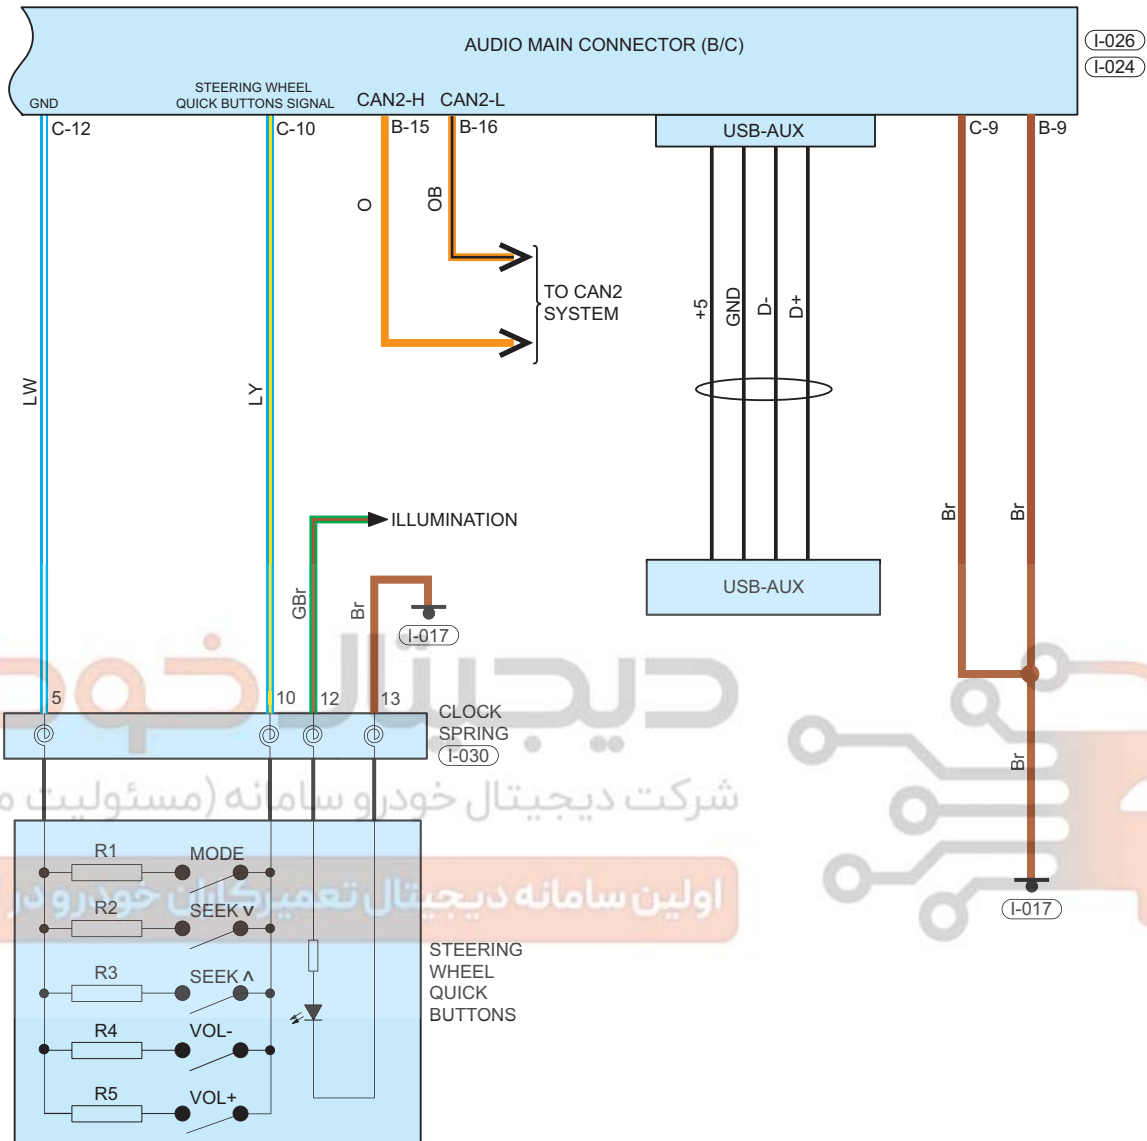 AUDIO MAIN CONNECTOR (B/C)
I-026
I-024
GND
STEERING WHEEL
QUICK BUTTONS SIGNAL
CAN2-H
CAN2-L
C-12
C-10
B-15
B-16
USB-AUX
C-9
B-9
O
OB
TO CAN2
SYSTEM
+5
GND
D-
D+
LW
LY
ILLUMINATION
GBr
Br
I-017
USB-AUX
Br
Br
5
10
12
13
CLOCK
SPRING
I-030
دیجیتال خود
شرکت دیجیتال خودرو سامانه (مسئولیت
Br
R1
MODE
R2
SEEK ∨
اولین سامانه دیجیتال تعمیرکاران خودرو در
I-017
R3
SEEK ∧
STEERING
WHEEL
QUICK
BUTTONS
R4
VOL-
R5
VOL+